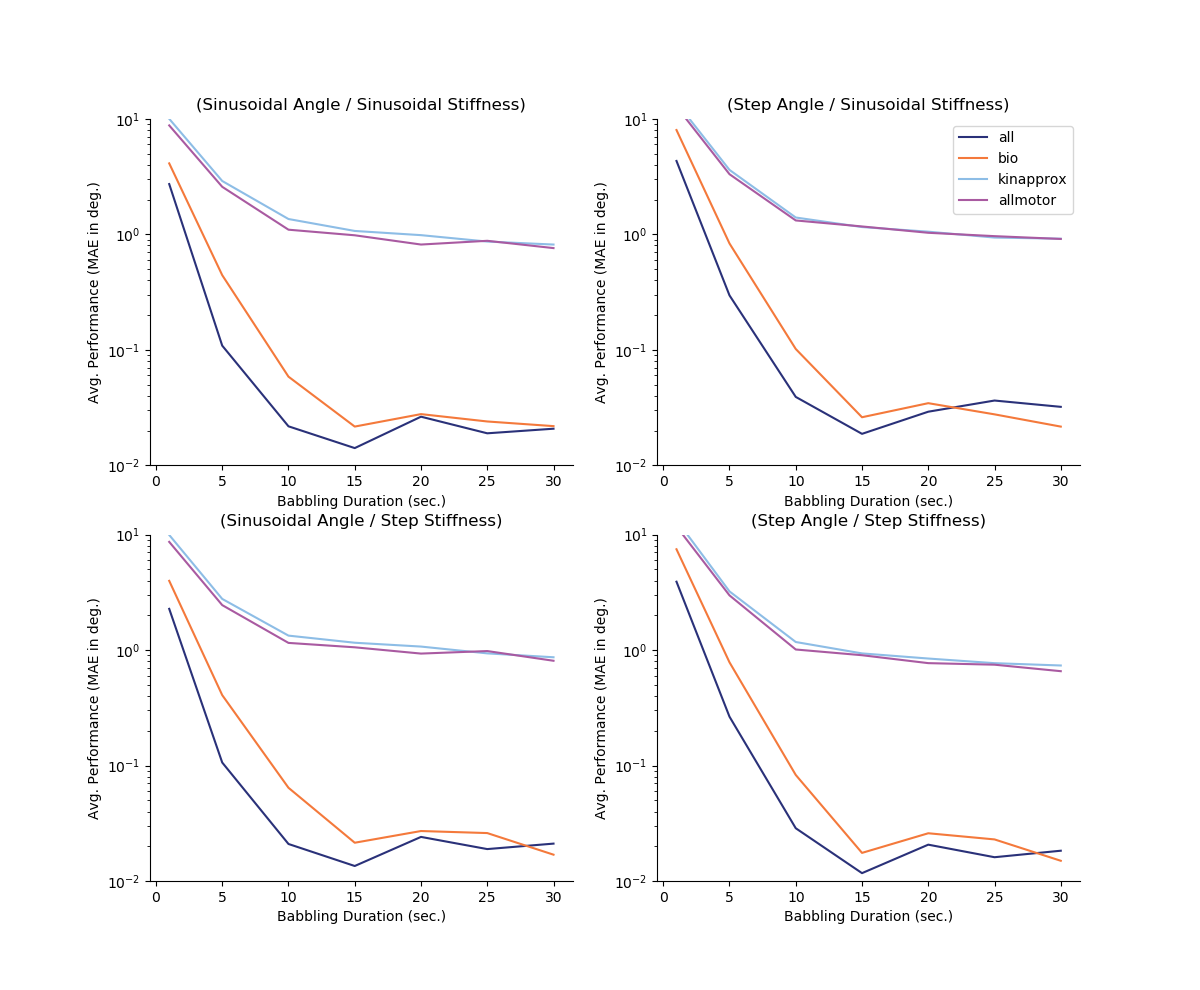 (Sinusoidal Angle / Sinusoidal Stiffness)
Avg. Performance (MAE in deg.)
10¹
10⁰
10⁻¹
10⁻²
0 5 10 15 20 25 30
Babbling Duration (sec.)
(Step Angle / Sinusoidal Stiffness)
Avg. Performance (MAE in deg.)
10¹
10⁰
10⁻¹
10⁻²
all
bio
kinapprox
allmotor
0 5 10 15 20 25 30
Babbling Duration (sec.)
(Sinusoidal Angle / Step Stiffness)
Avg. Performance (MAE in deg.)
10¹
10⁰
10⁻¹
10⁻²
0 5 10 15 20 25 30
Babbling Duration (sec.)
(Step Angle / Step Stiffness)
Avg. Performance (MAE in deg.)
10¹
10⁰
10⁻¹
10⁻²
0 5 10 15 20 25 30
Babbling Duration (sec.)